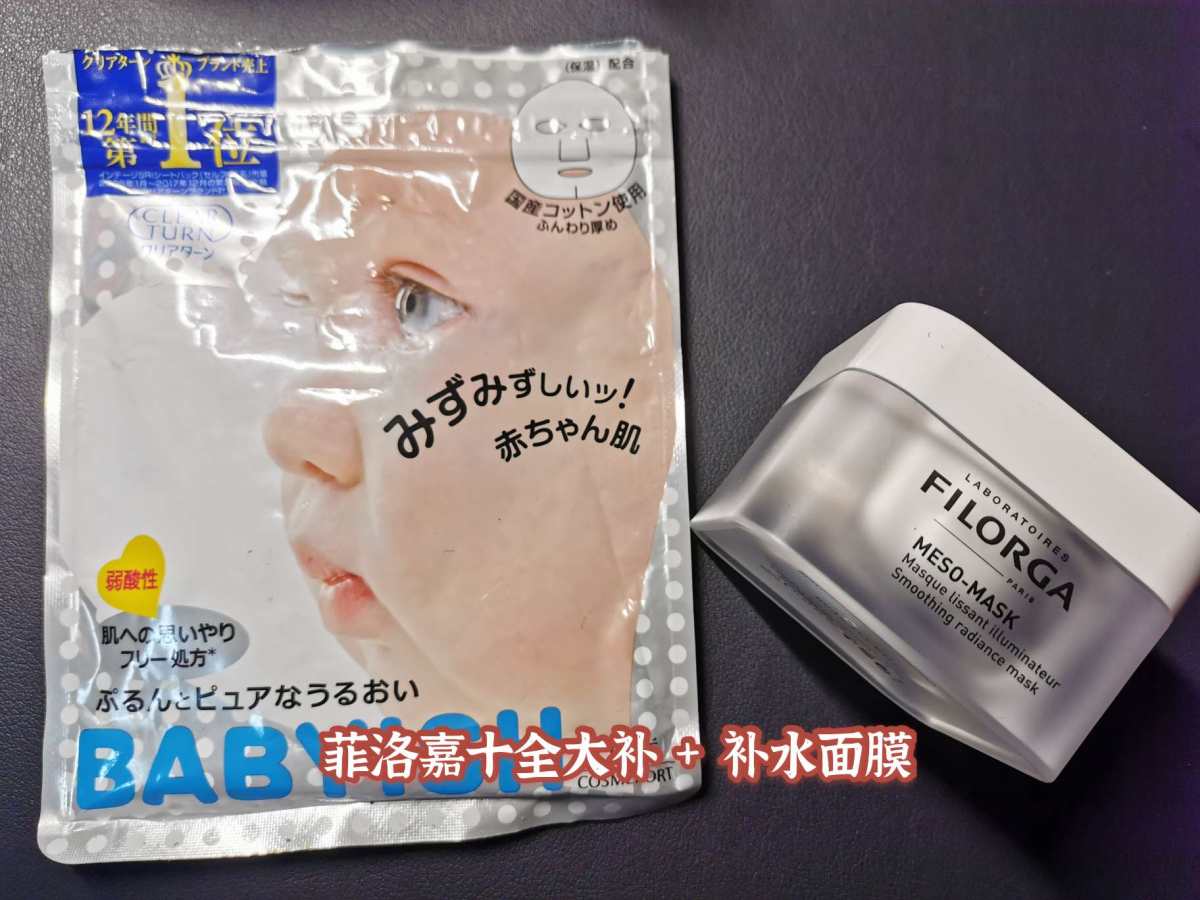 クリアターン ブランド売上
12年間
第1位
CLEAR
TURN
クリアターン
(保湿) 配合
国産コットン使用
ふんわり厚め
みずみずしいッ!
赤ちゃん肌
弱酸性
肌への思いやり
フリー処方*
ぷるんとピュアなうるおい
BABYISH
LABORATOIRES
FILORGA
PARIS
MESO-MASK
Masque lissant illuminateur
Smoothing radiance mask
菲洛嘉十全大补 + 补水面膜